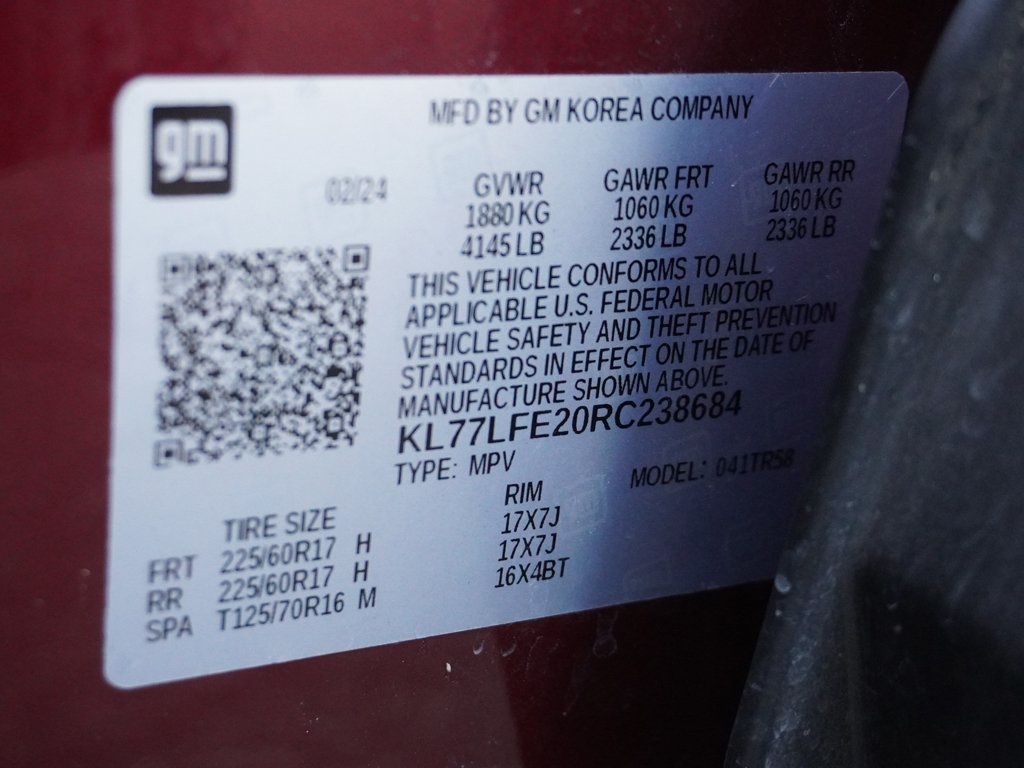 gm
MFD BY GM KOREA COMPANY
02/24
GVWR GAWR FRT GAWR RR
1880 KG 1060 KG 1060 KG
4145 LB 2336 LB 2336 LB
THIS VEHICLE CONFORMS TO ALL
APPLICABLE U.S. FEDERAL MOTOR
VEHICLE SAFETY AND THEFT PREVENTION
STANDARDS IN EFFECT ON THE DATE OF
MANUFACTURE SHOWN ABOVE.
KL77LFE20RC238684
TYPE: MPV MODEL: 041TR58
TIRE SIZE RIM
FRT 225/60R17 H 17X7J
RR 225/60R17 H 17X7J
SPA T125/70R16 M 16X4BT